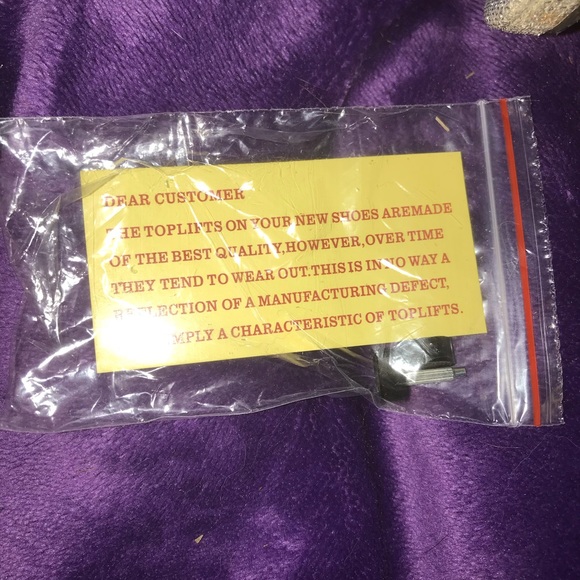 DEAR CUSTOMER
THE TOPLIFTS ON YOUR NEW SHOES AREMADE
OF THE BEST QUALITY,HOWEVER,OVER TIME
THEY TEND TO WEAR OUT.THIS IS IN NO WAY A
REFLECTION OF A MANUFACTURING DEFECT,
MPLY A CHARACTERISTIC OF TOPLIFTS.